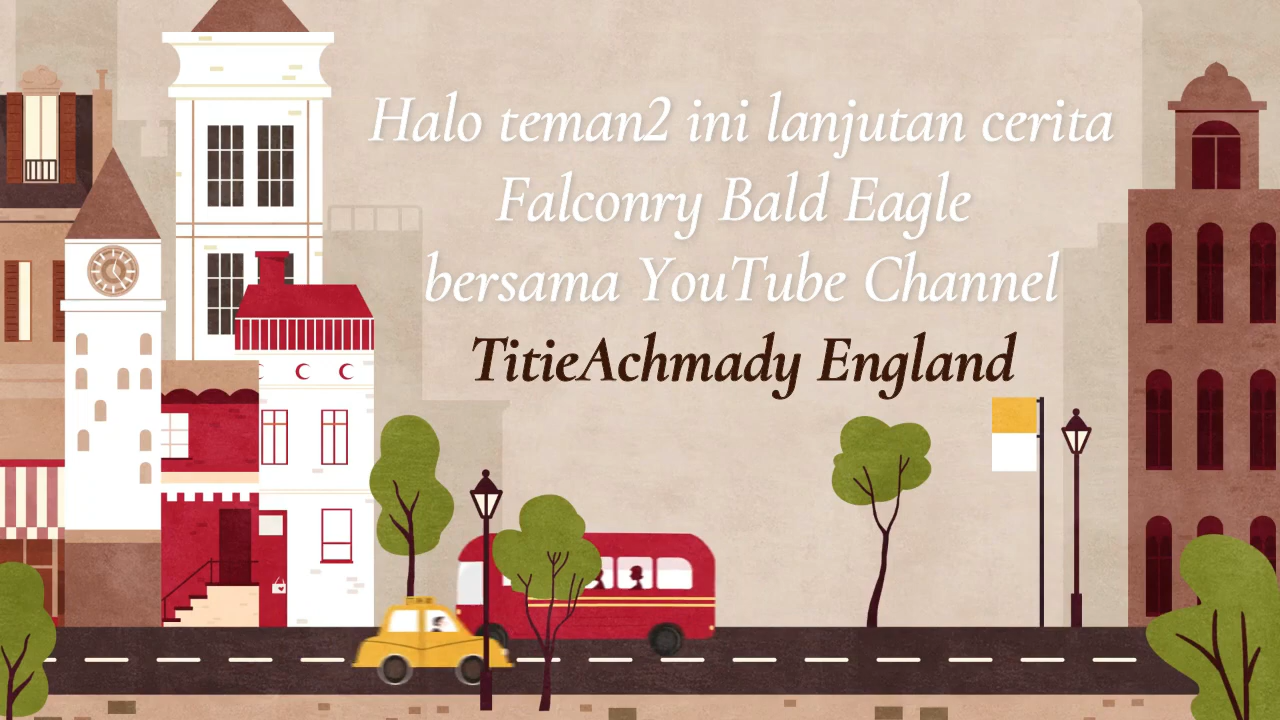 Halo teman2 ini lanjutan cerita
Falconry Bald Eagle
bersama YouTube Channel
TitieAchmady England